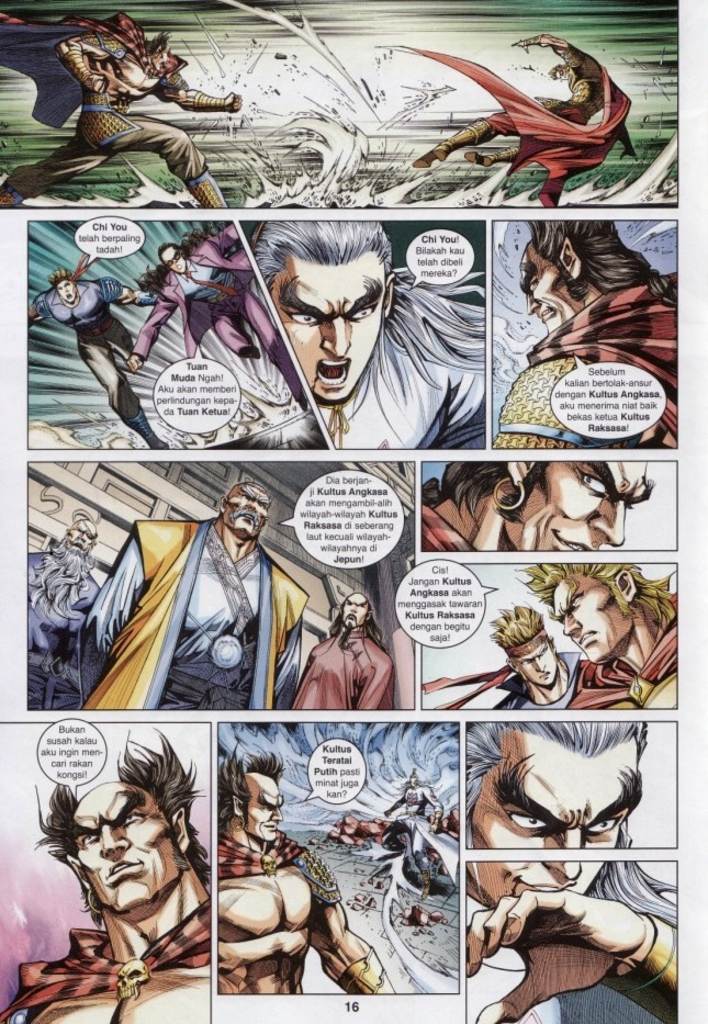 Chi You
telah berpaling
tadah!
Tuan
Muda Ngah!
Aku akan memberi
perlindungan kepa-
da Tuan Ketua!
Chi You!
Bilakah kau
telah dibeli
mereka?
Sebelum
kalian bertolak-ansur
dengan Kultus Angkasa,
aku menerima niat baik
bekas ketua Kultus
Raksasa!
Dia berjan-
ji Kultus Angkasa
akan mengambil-alih
wilayah-wilayah Kultus
Raksasa di seberang
laut kecuali wilayah-
wilayahnya di
Jepun!
Cis!
Jangan Kultus
Angkasa akan
menggasak tawaran
Kultus Raksasa
dengan begitu
saja!
Bukan
susah kalau
aku ingin men-
cari rakan
kongsi!
Kultus
Teratai
Putih pasti
minat juga
kan?
16